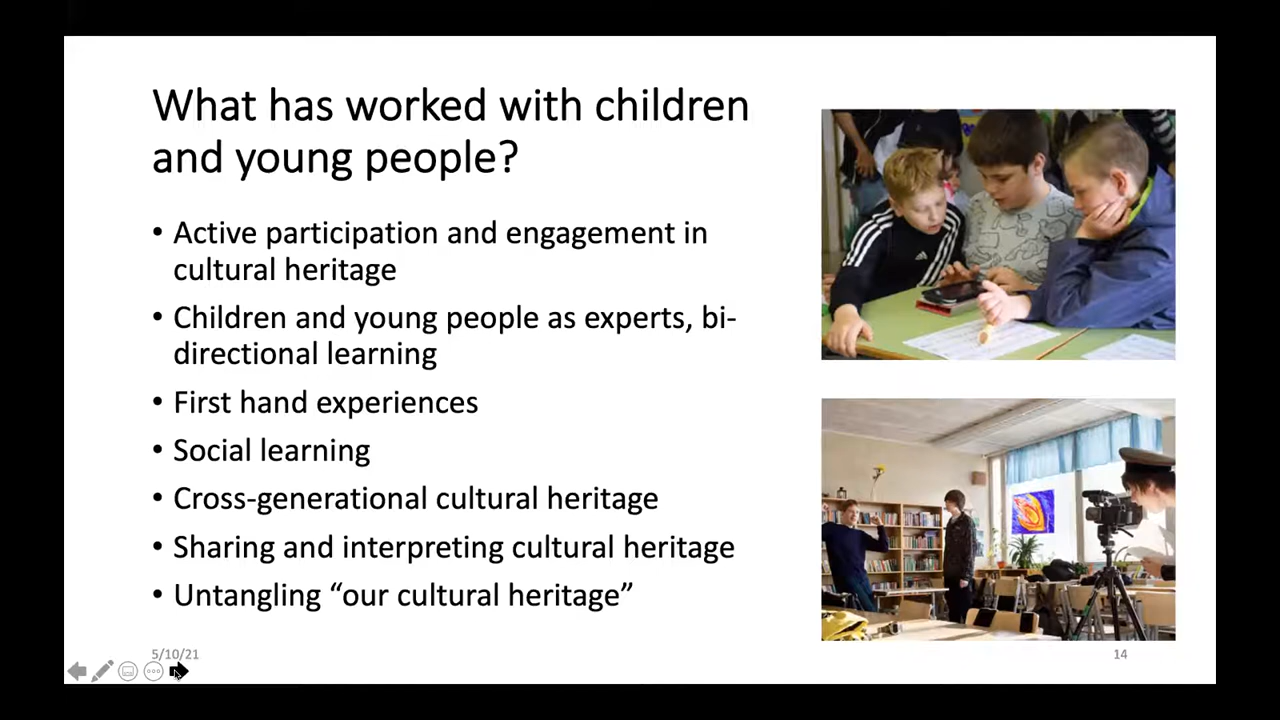 What has worked with children
and young people?
• Active participation and engagement in
cultural heritage
• Children and young people as experts, bi-
directional learning
• First hand experiences
• Social learning
• Cross-generational cultural heritage
• Sharing and interpreting cultural heritage
• Untangling “our cultural heritage”
adidas
5/10/21
14